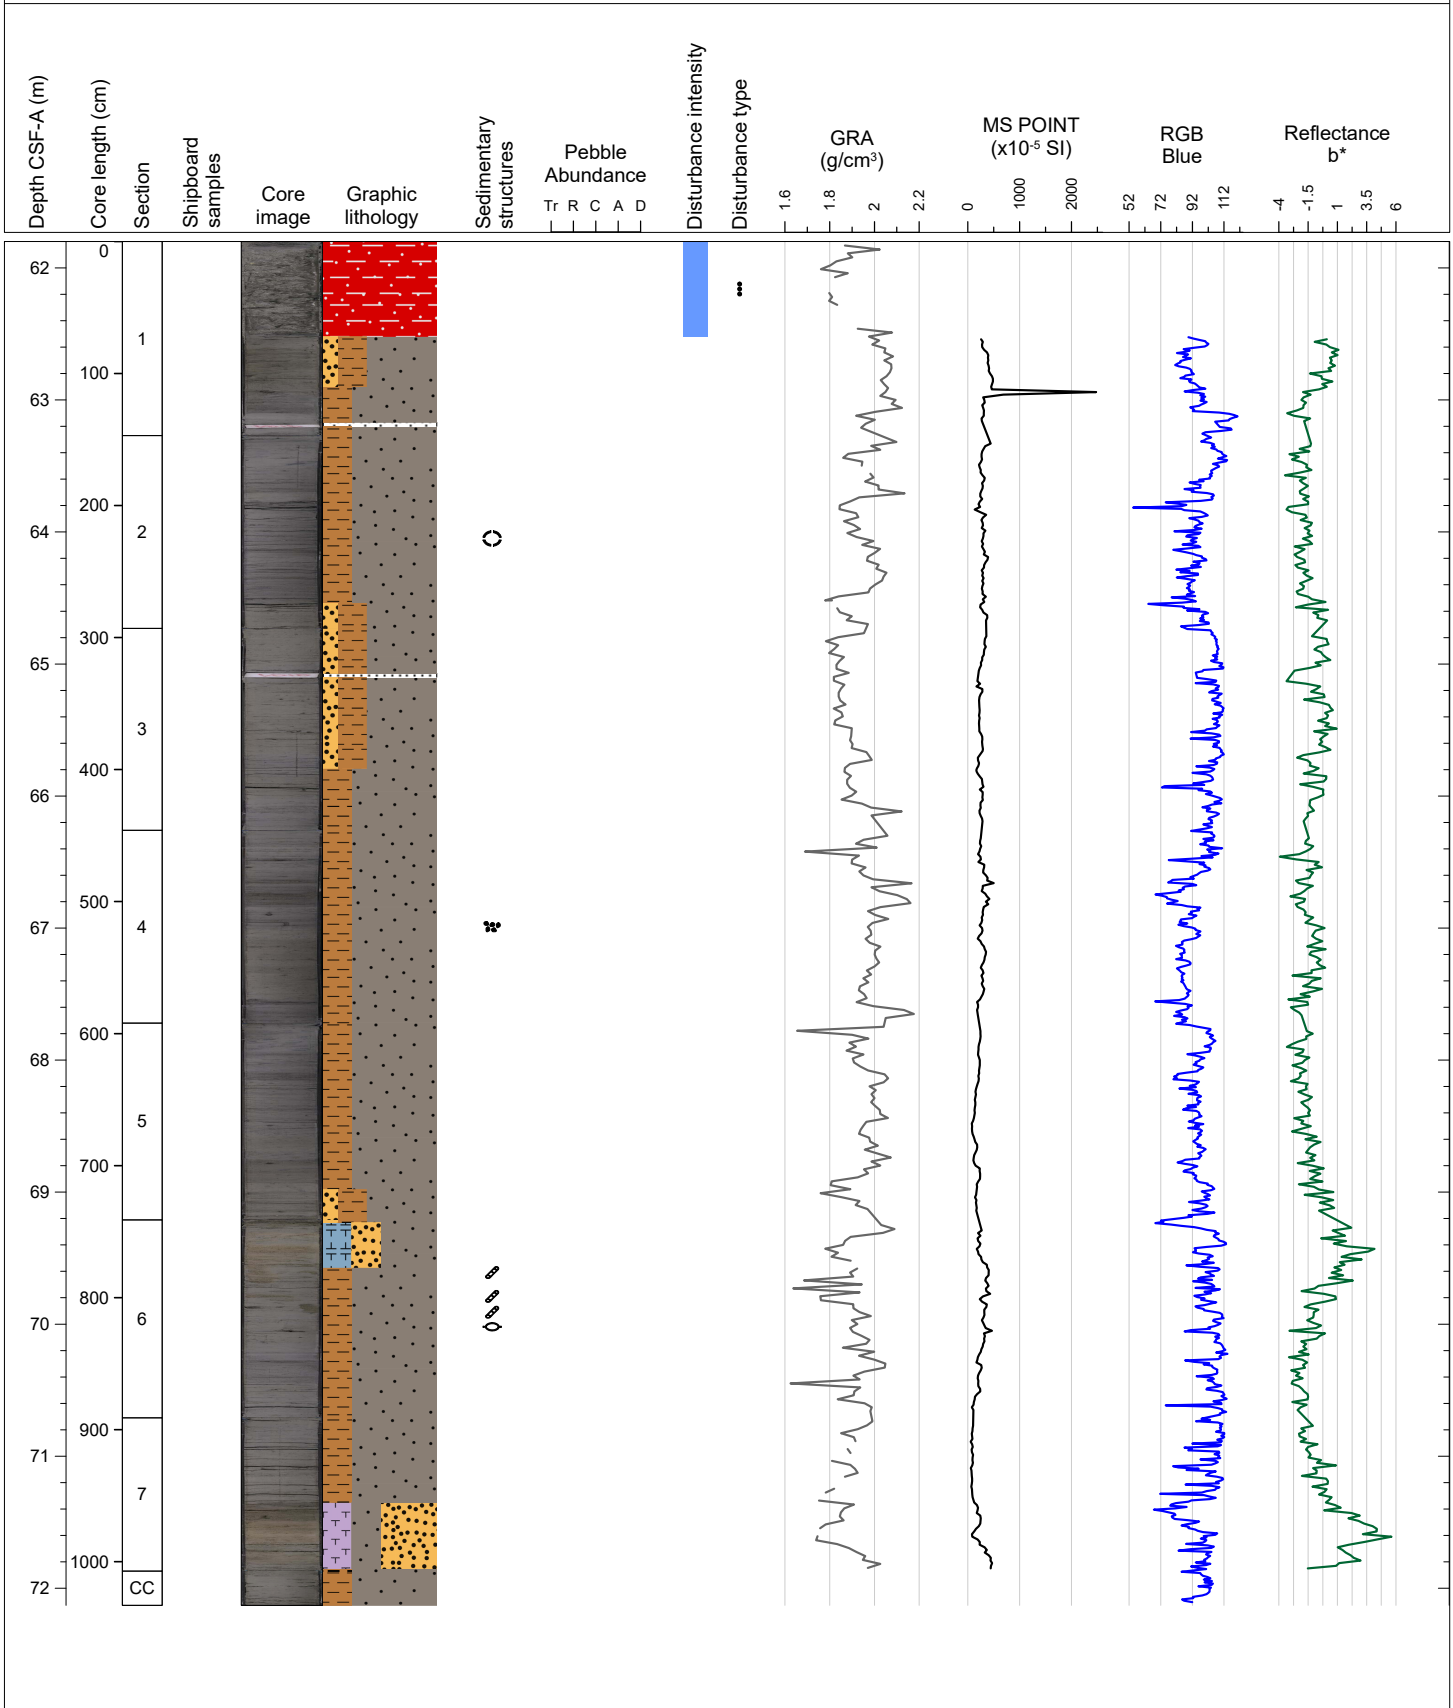 Depth CSF-A (m)
Core length (cm)
Section
Shipboard
samples
Core
image
Graphic
lithology
Sedimentary
structures
Pebble
Abundance
Tr R C A D
Disturbance intensity
Disturbance type
GRA
(g/cm³)
1.6 1.8 2 2.2
MS POINT
(x10⁻⁵ SI)
0 1000 2000
RGB
Blue
52 72 92 112
Reflectance
b*
-4 -1.5 1 3.5 6
0
62
1
100
63
200
64
2
300
65
3
400
66
500
67
4
600
68
5
700
69
800
70
6
900
71
7
1000
72
CC